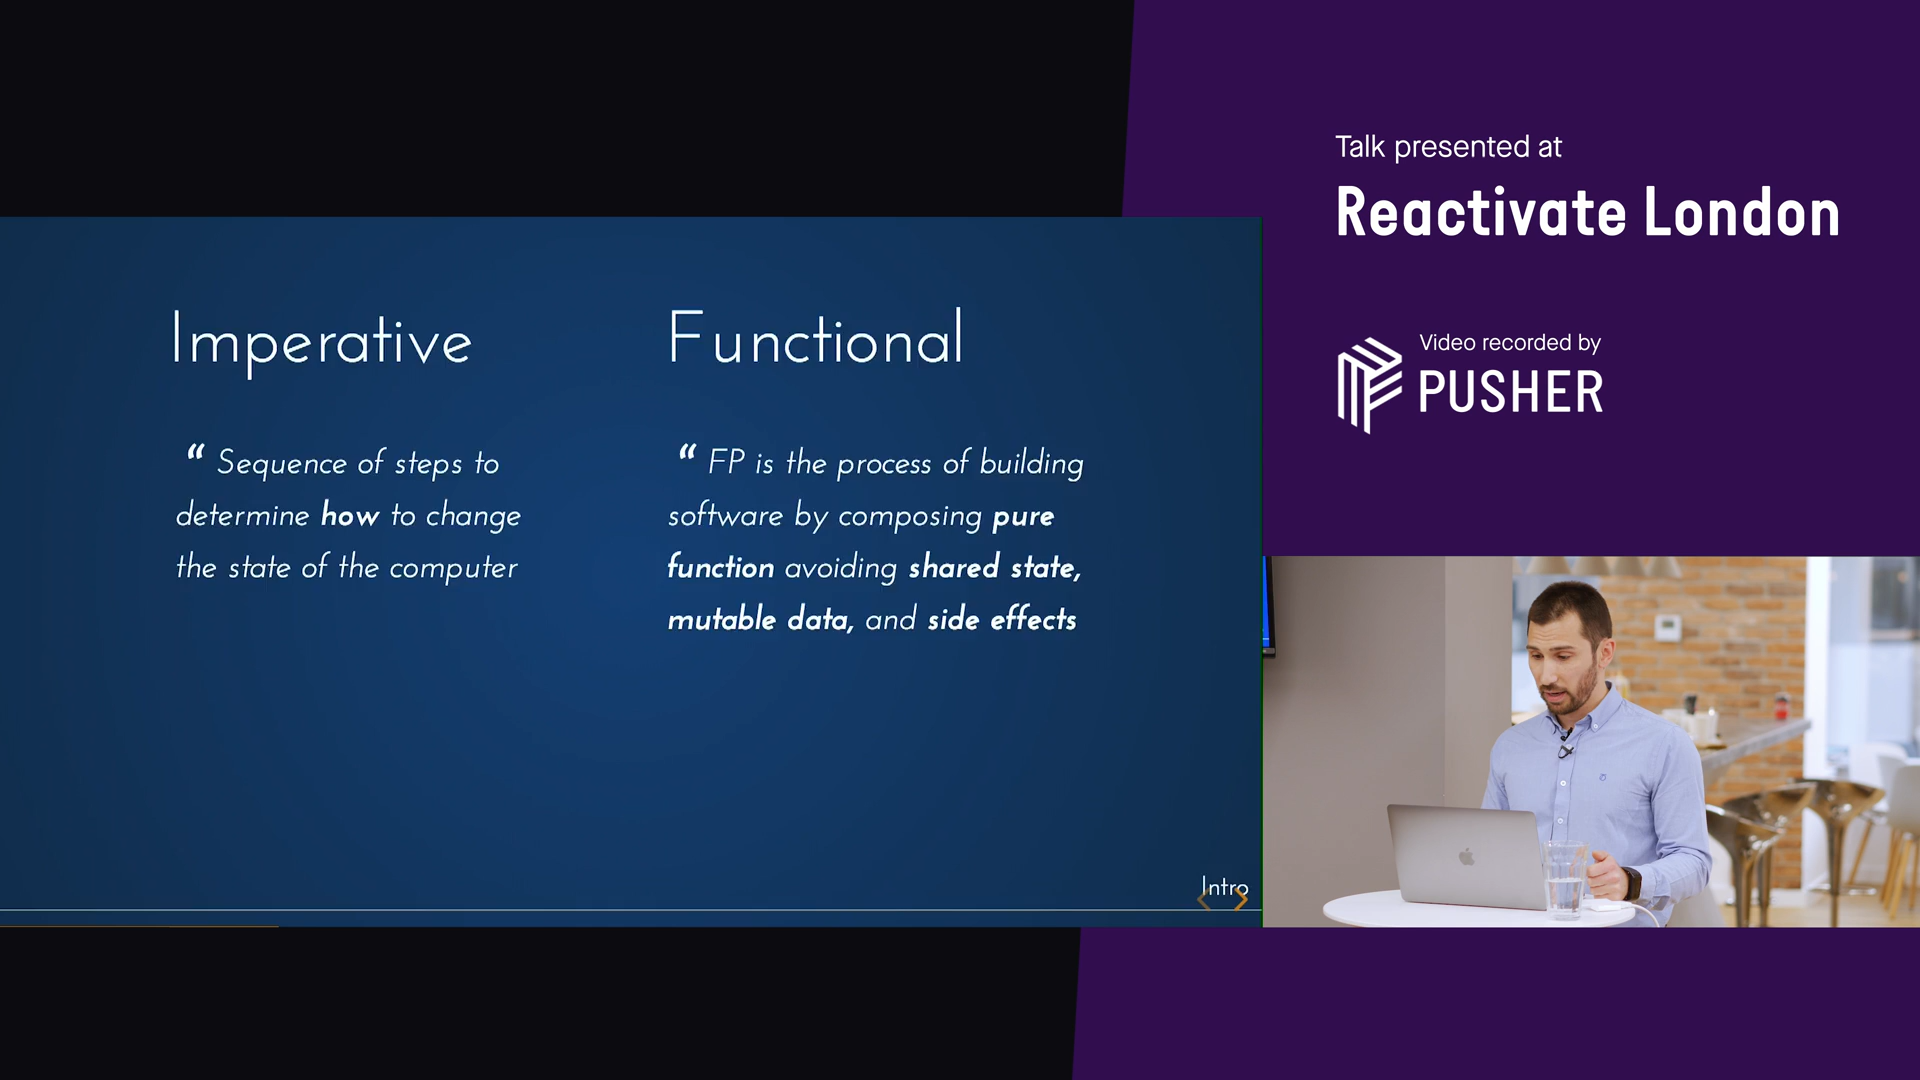 Talk presented at
Reactivate London
Video recorded by
PUSHER
Imperative
“ Sequence of steps to
determine how to change
the state of the computer
Functional
“ FP is the process of building
software by composing pure
function avoiding shared state,
mutable data, and side effects
Intro